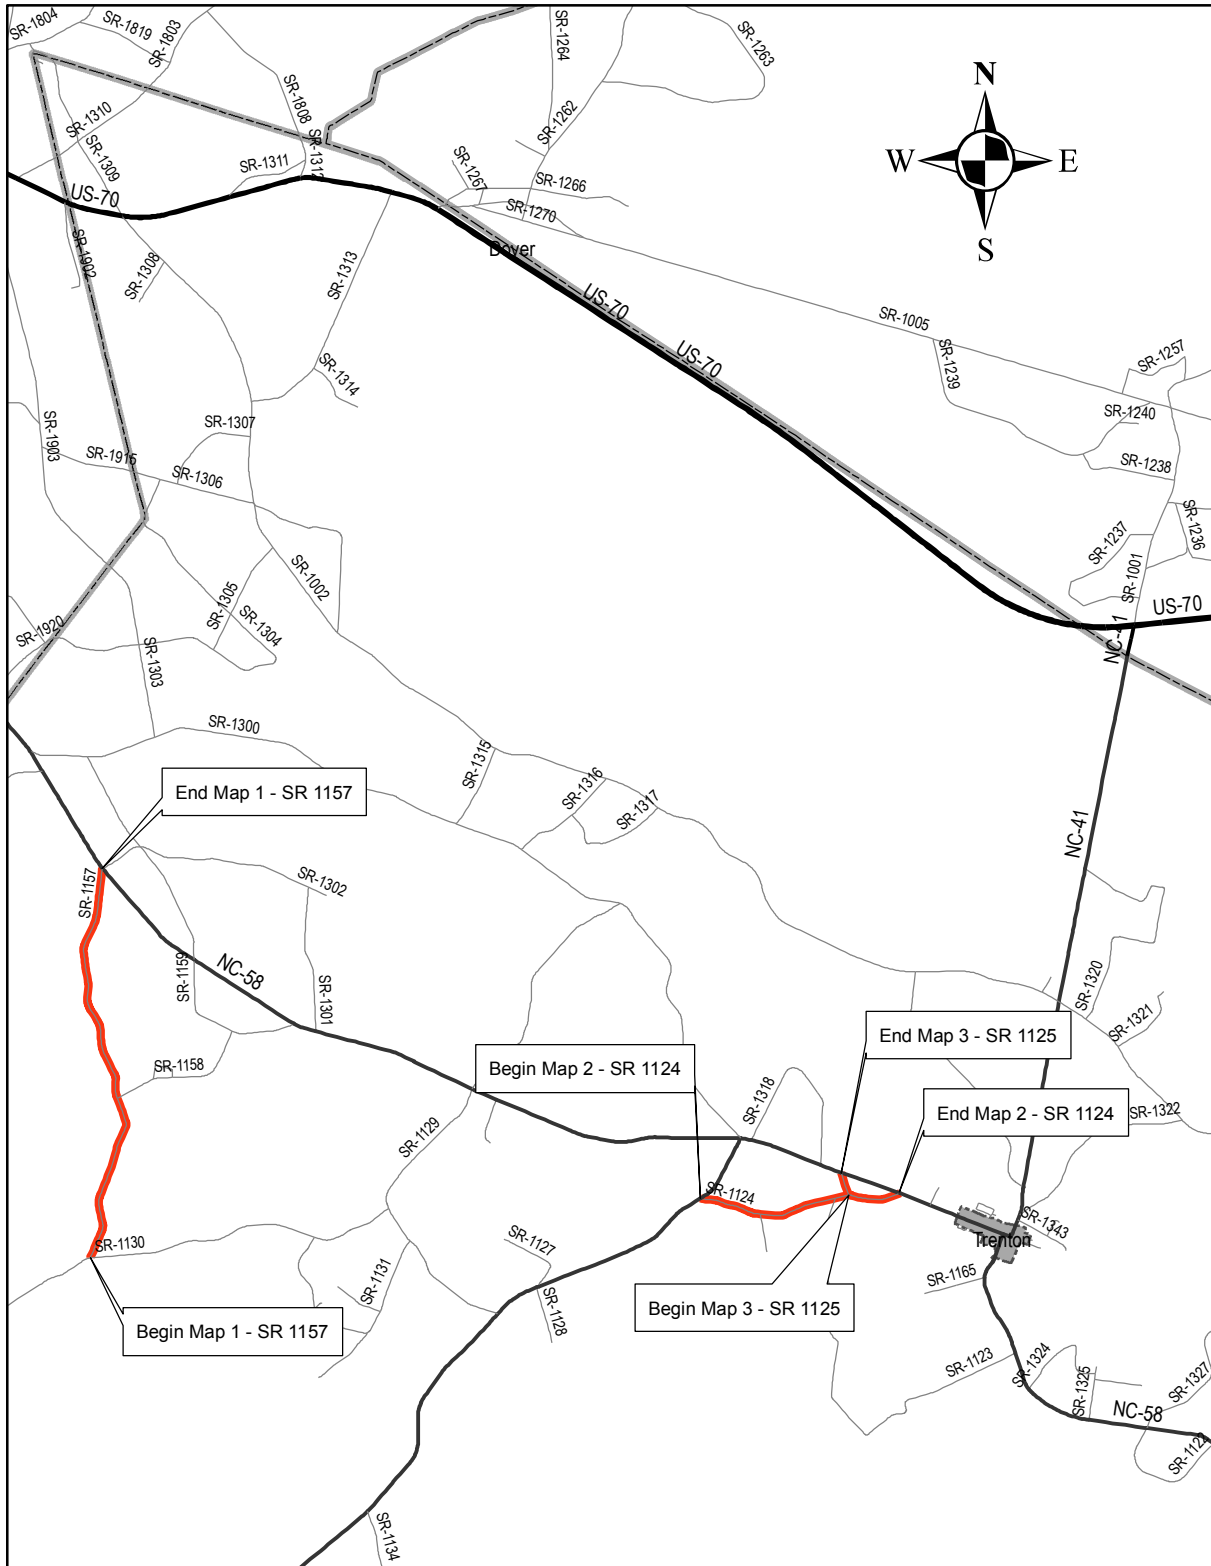 SR-1804
SR-1819
SR-1803
SR-1264
SR-1263
N
SR-1310
SR-1808
SR-1262
SR-1309
SR-1311
SR-1312
W
E
SR-1267
SR-1266
US-70
SR-1270
S
SR-1902
SR-1308
SR-1313
Dover
US-70
SR-1005
US-70
SR-1257
SR-1239
SR-1314
SR-1240
SR-1903
SR-1307
SR-1915
SR-1306
SR-1238
SR-1237
SR-1236
SR-1002
SR-1001
SR-1305
SR-1304
US-70
SR-1920
SR-1303
NC-41
SR-1300
SR-1315
SR-1316
End Map 1 - SR 1157
SR-1317
NC-41
SR-1157
SR-1302
SR-1159
NC-58
SR-1301
SR-1320
SR-1321
End Map 3 - SR 1125
Begin Map 2 - SR 1124
SR-1158
SR-1318
End Map 2 - SR 1124
SR-1322
SR-1129
SR-1124
SR-1130
SR-1127
SR-1343
Trenton
SR-1131
SR-1165
SR-1128
Begin Map 3 - SR 1125
Begin Map 1 - SR 1157
SR-1123
SR-1324
SR-1325
SR-1327
NC-58
SR-1122
SR-1134